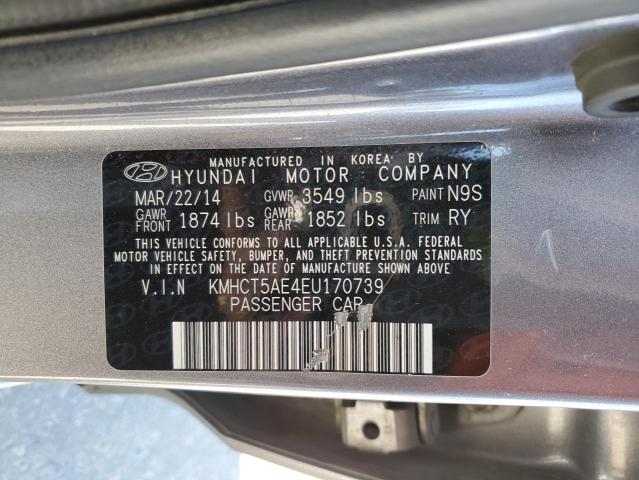 MANUFACTURED IN KOREA BY
HYUNDAI MOTOR COMPANY
MAR/22/14 GVWR 3549 lbs PAINT N9S
GAWR FRONT 1874 lbs GAWR REAR 1852 lbs TRIM RY
THIS VEHICLE CONFORMS TO ALL APPLICABLE U.S.A. FEDERAL
MOTOR VEHICLE SAFETY, BUMPER, AND THEFT PREVENTION STANDARDS
IN EFFECT ON THE DATE OF MANUFACTURE SHOWN ABOVE.
V.I.N KMHCT5AE4EU170739
PASSENGER CAR